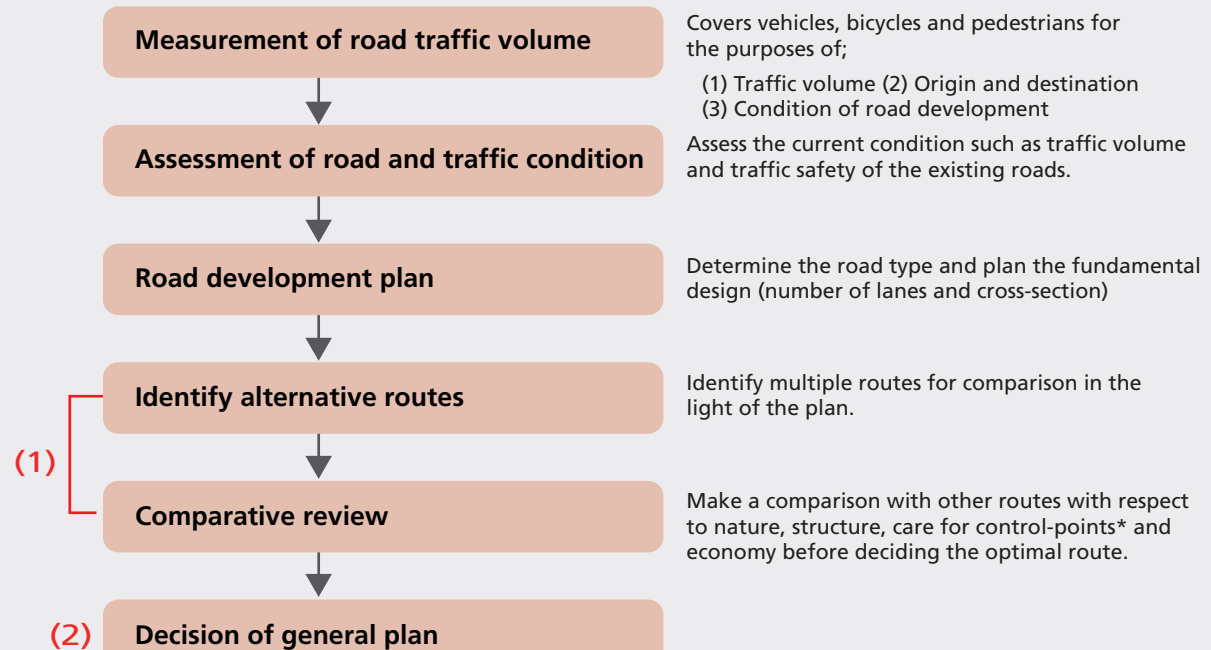 Measurement of road traffic volume
Covers vehicles, bicycles and pedestrians for
the purposes of;
(1) Traffic volume (2) Origin and destination
(3) Condition of road development
Assessment of road and traffic condition
Assess the current condition such as traffic volume
and traffic safety of the existing roads.
Road development plan
Determine the road type and plan the fundamental
design (number of lanes and cross-section)
(1)
Identify alternative routes
Identify multiple routes for comparison in the
light of the plan.
Comparative review
Make a comparison with other routes with respect
to nature, structure, care for control-points* and
economy before deciding the optimal route.
(2)
Decision of general plan